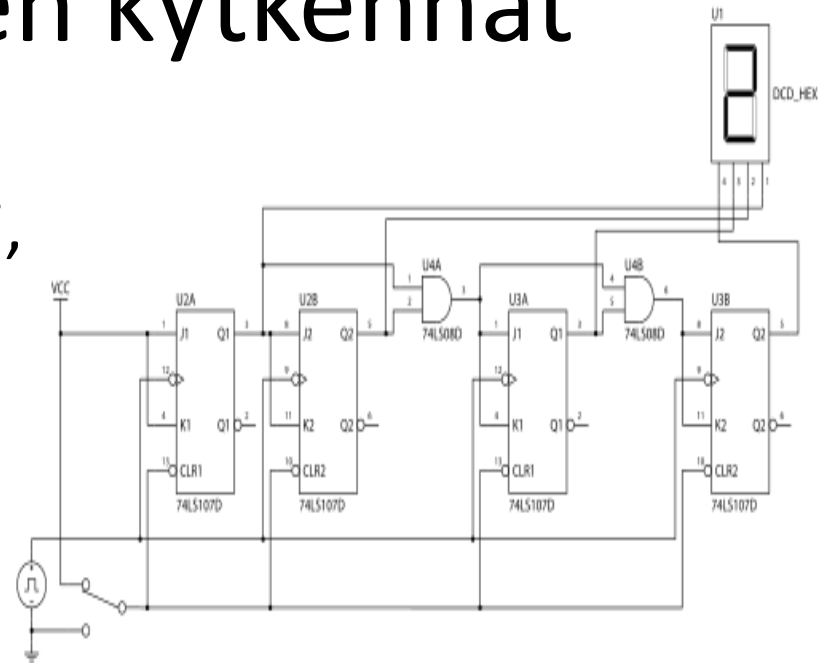 en kytkennät
,
U1
DCD_HEX
4 3 2 1
VCC
U2A
1 J1 Q1 3
12
4 K1 Q1 2
13 CLR1
74LS107D
U2B
8 J2 Q2 5
9
11 K2 Q2 6
10 CLR2
74LS107D
U4A
1
2
3
74LS08D
U3A
1 J1 Q1 3
12
4 K1 Q1 2
13 CLR1
74LS107D
U4B
4
5
6
74LS08D
U3B
8 J2 Q2 5
9
11 K2 Q2 6
10 CLR2
74LS107D